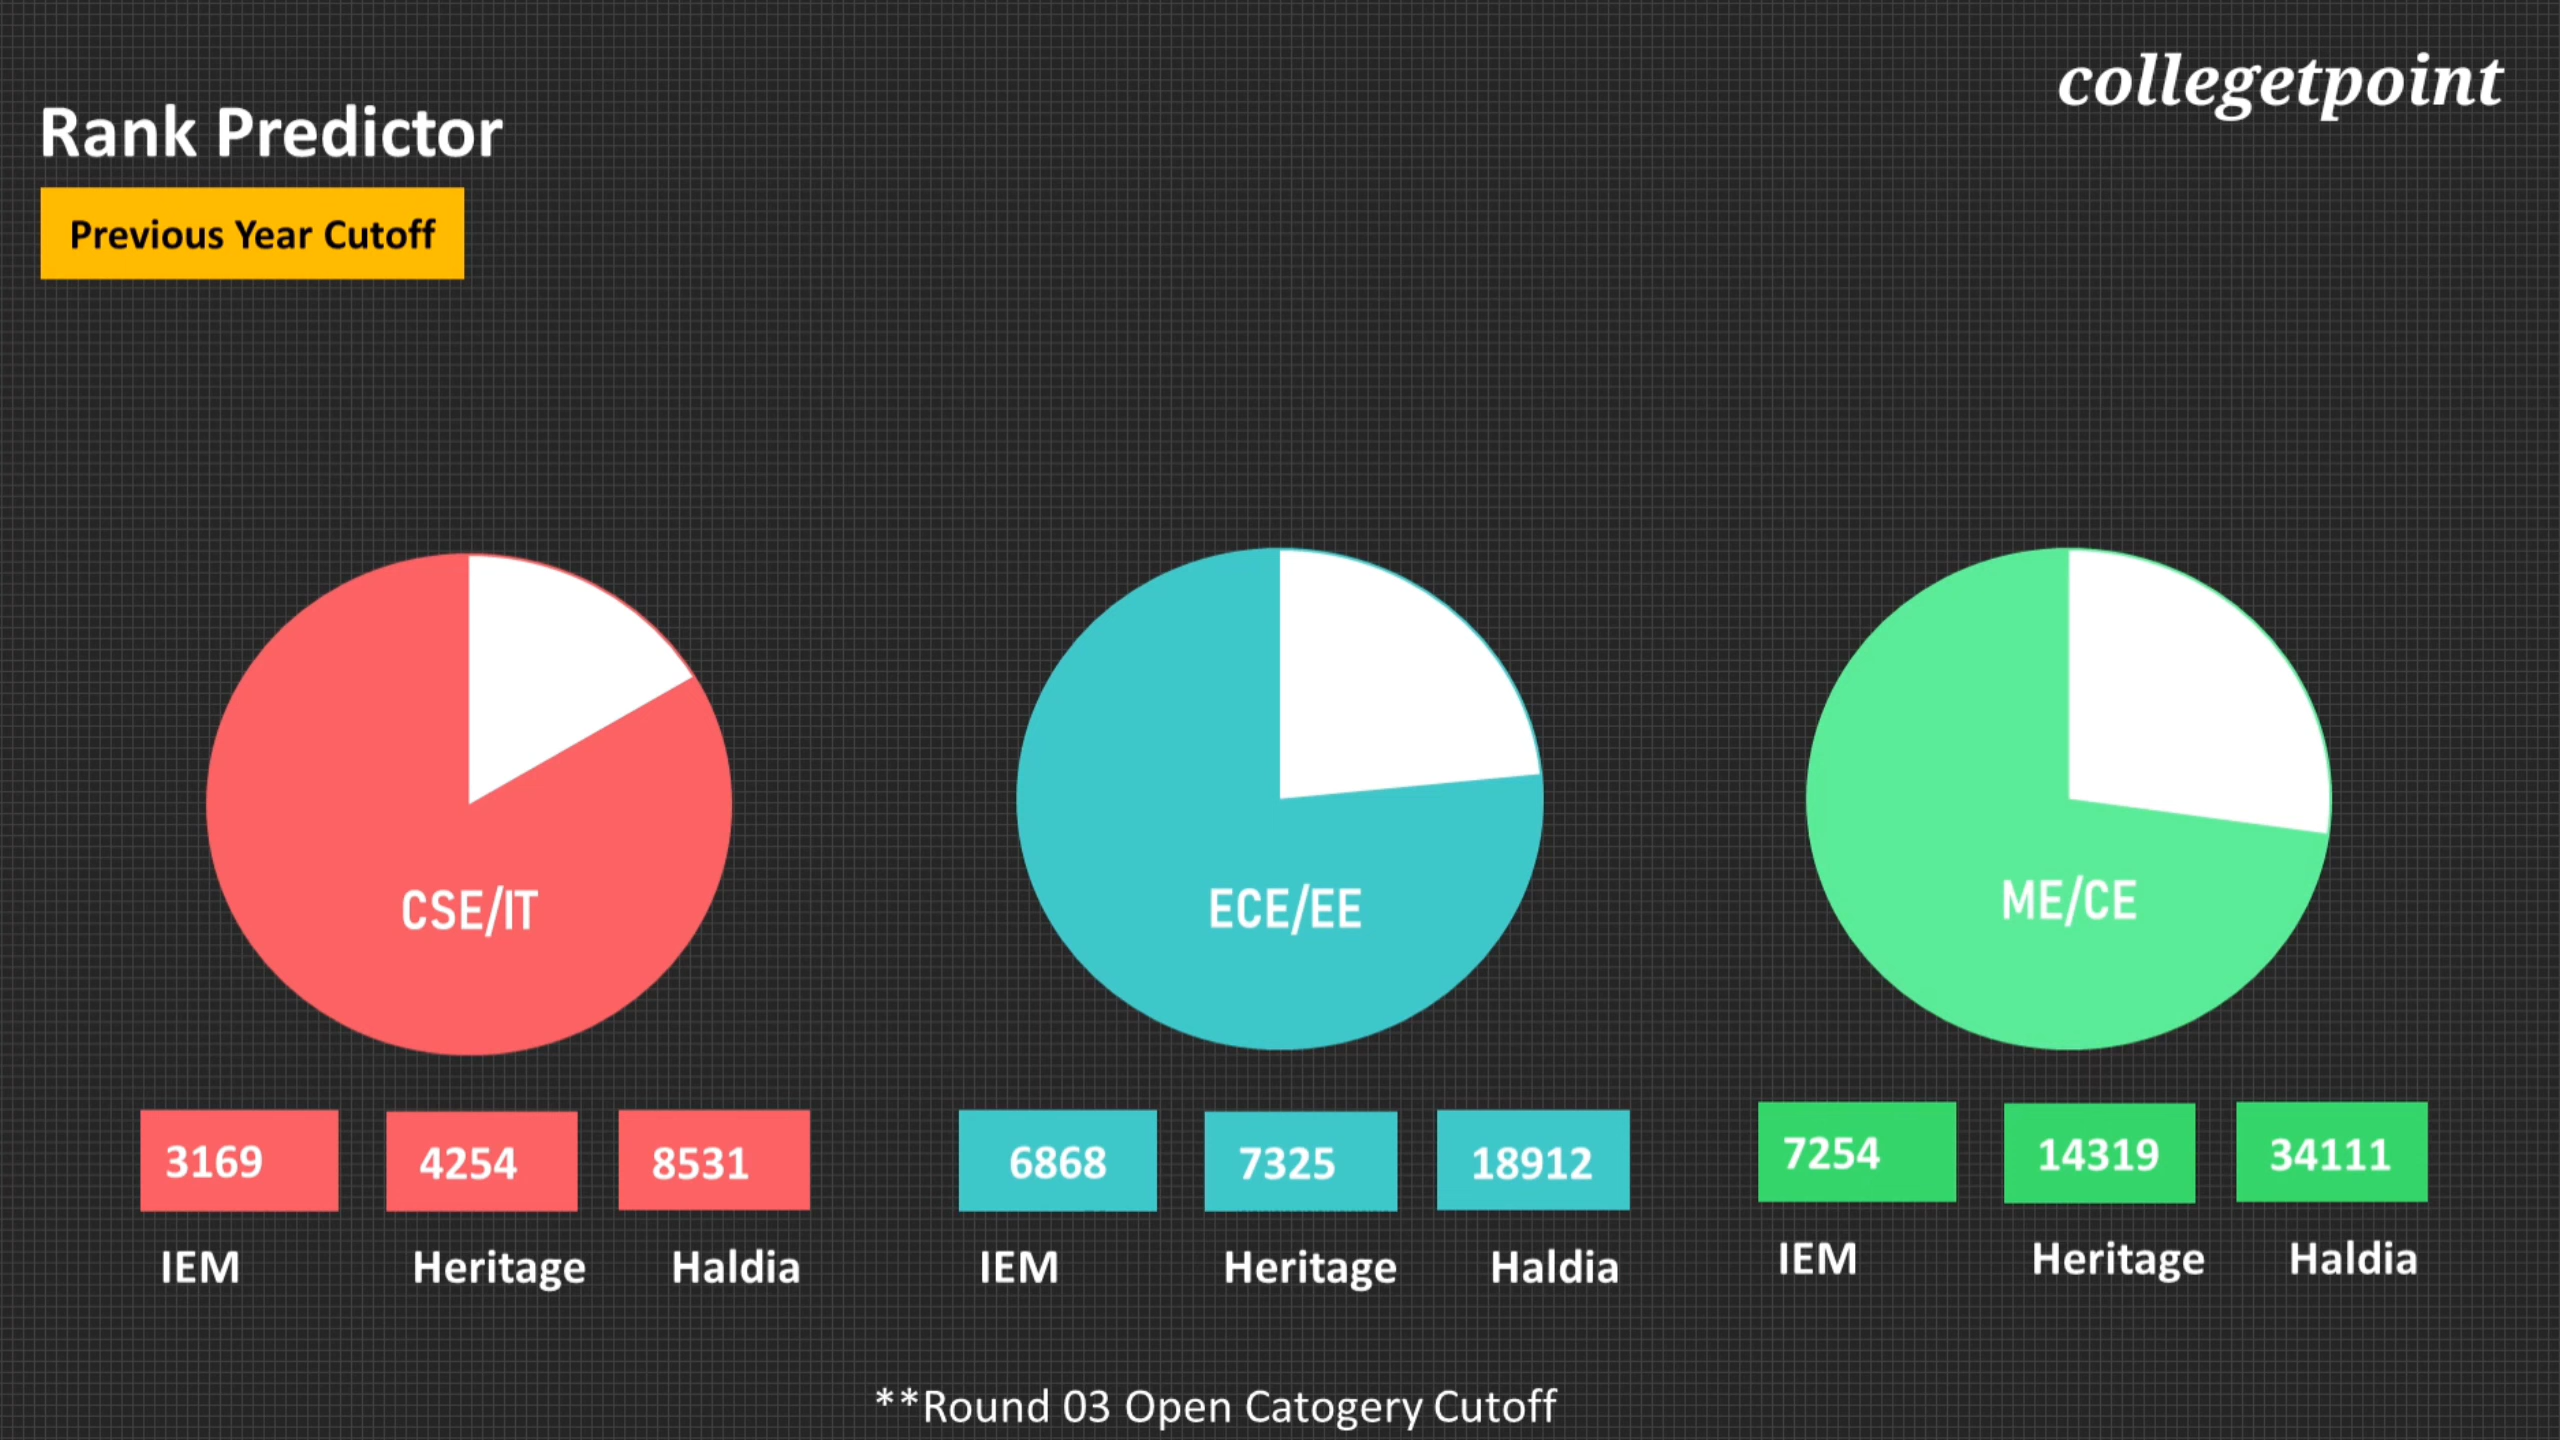 collegetpoint
Rank Predictor
Previous Year Cutoff
CSE/IT
ECE/EE
ME/CE
3169 4254 8531
IEM Heritage Haldia
6868 7325 18912
IEM Heritage Haldia
7254 14319 34111
IEM Heritage Haldia
**Round 03 Open Catogery Cutoff